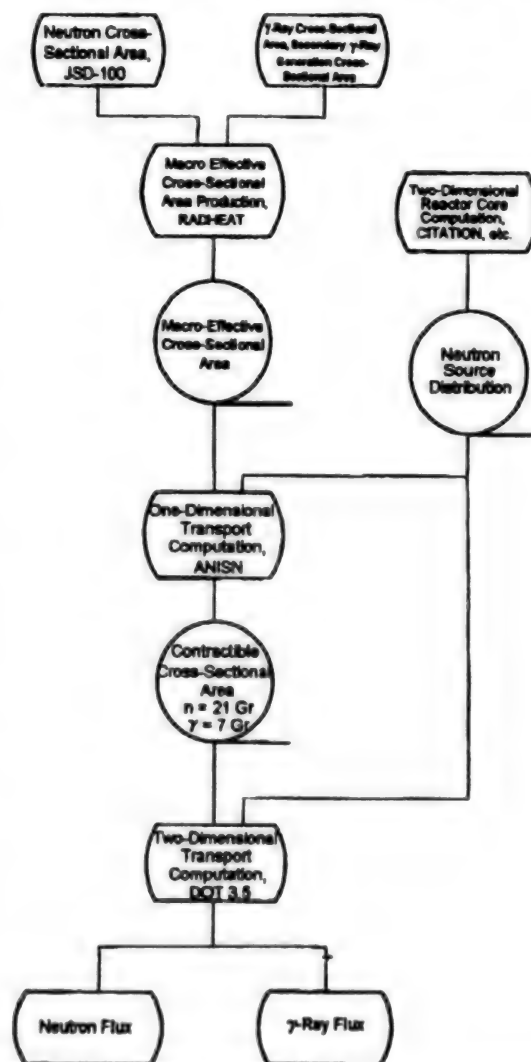 Neutron Cross-
Sectional Area,
JSD-100
γ-Ray Cross-Sectional
Area, Secondary γ-Ray
Generation Cross-
Sectional Area
Macro Effective
Cross-Sectional
Area Production,
RADHEAT
Two-Dimensional
Reactor Core
Computation,
CITATION, etc.
Macro-Effective
Cross-Sectional
Area
Neutron
Source
Distribution
One-Dimensional
Transport
Computation,
ANISN
Contractible
Cross-Sectional
Area
n = 21 Gr
γ = 7 Gr
Two-Dimensional
Transport
Computation,
DOT 3.5
Neutron Flux
γ-Ray Flux